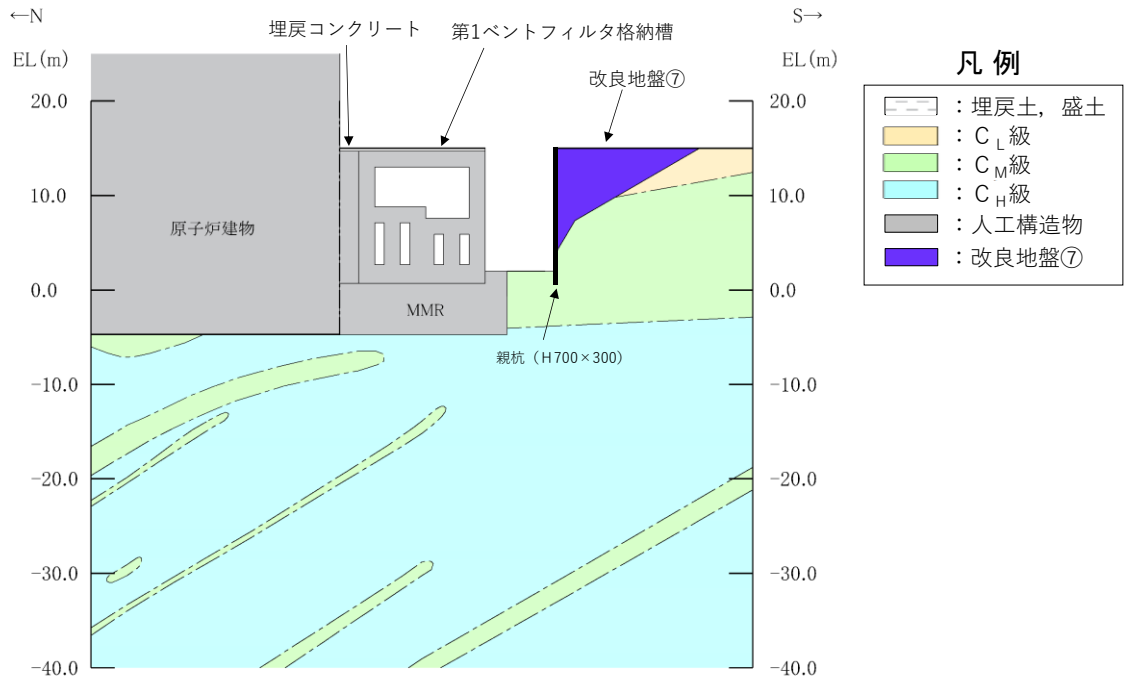 ←N
S→
埋戻コンクリート
第1ベントフィルタ格納槽
EL(m)
EL(m)
改良地盤⑦
凡 例
20.0
20.0
:埋戻土,盛土
:CL級
:CM級
:CH級
:人工構造物
:改良地盤⑦
10.0
10.0
原子炉建物
0.0
0.0
MMR
親杭(H700×300)
-10.0
-10.0
-20.0
-20.0
-30.0
-30.0
-40.0
-40.0